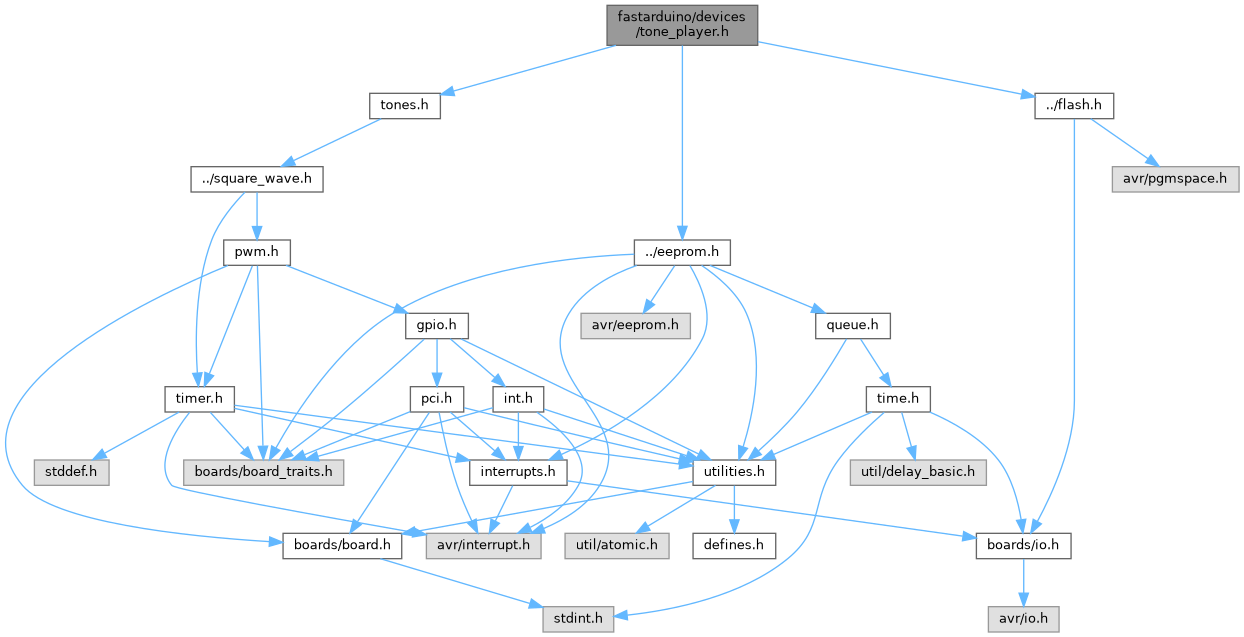 fastarduino/devices
/tone_player.h
tones.h
../flash.h
../square_wave.h
avr/pgmspace.h
pwm.h
../eeprom.h
gpio.h
avr/eeprom.h
queue.h
timer.h
pci.h
int.h
time.h
stddef.h
boards/board_traits.h
interrupts.h
utilities.h
util/delay_basic.h
boards/board.h
avr/interrupt.h
util/atomic.h
defines.h
boards/io.h
stdint.h
avr/io.h